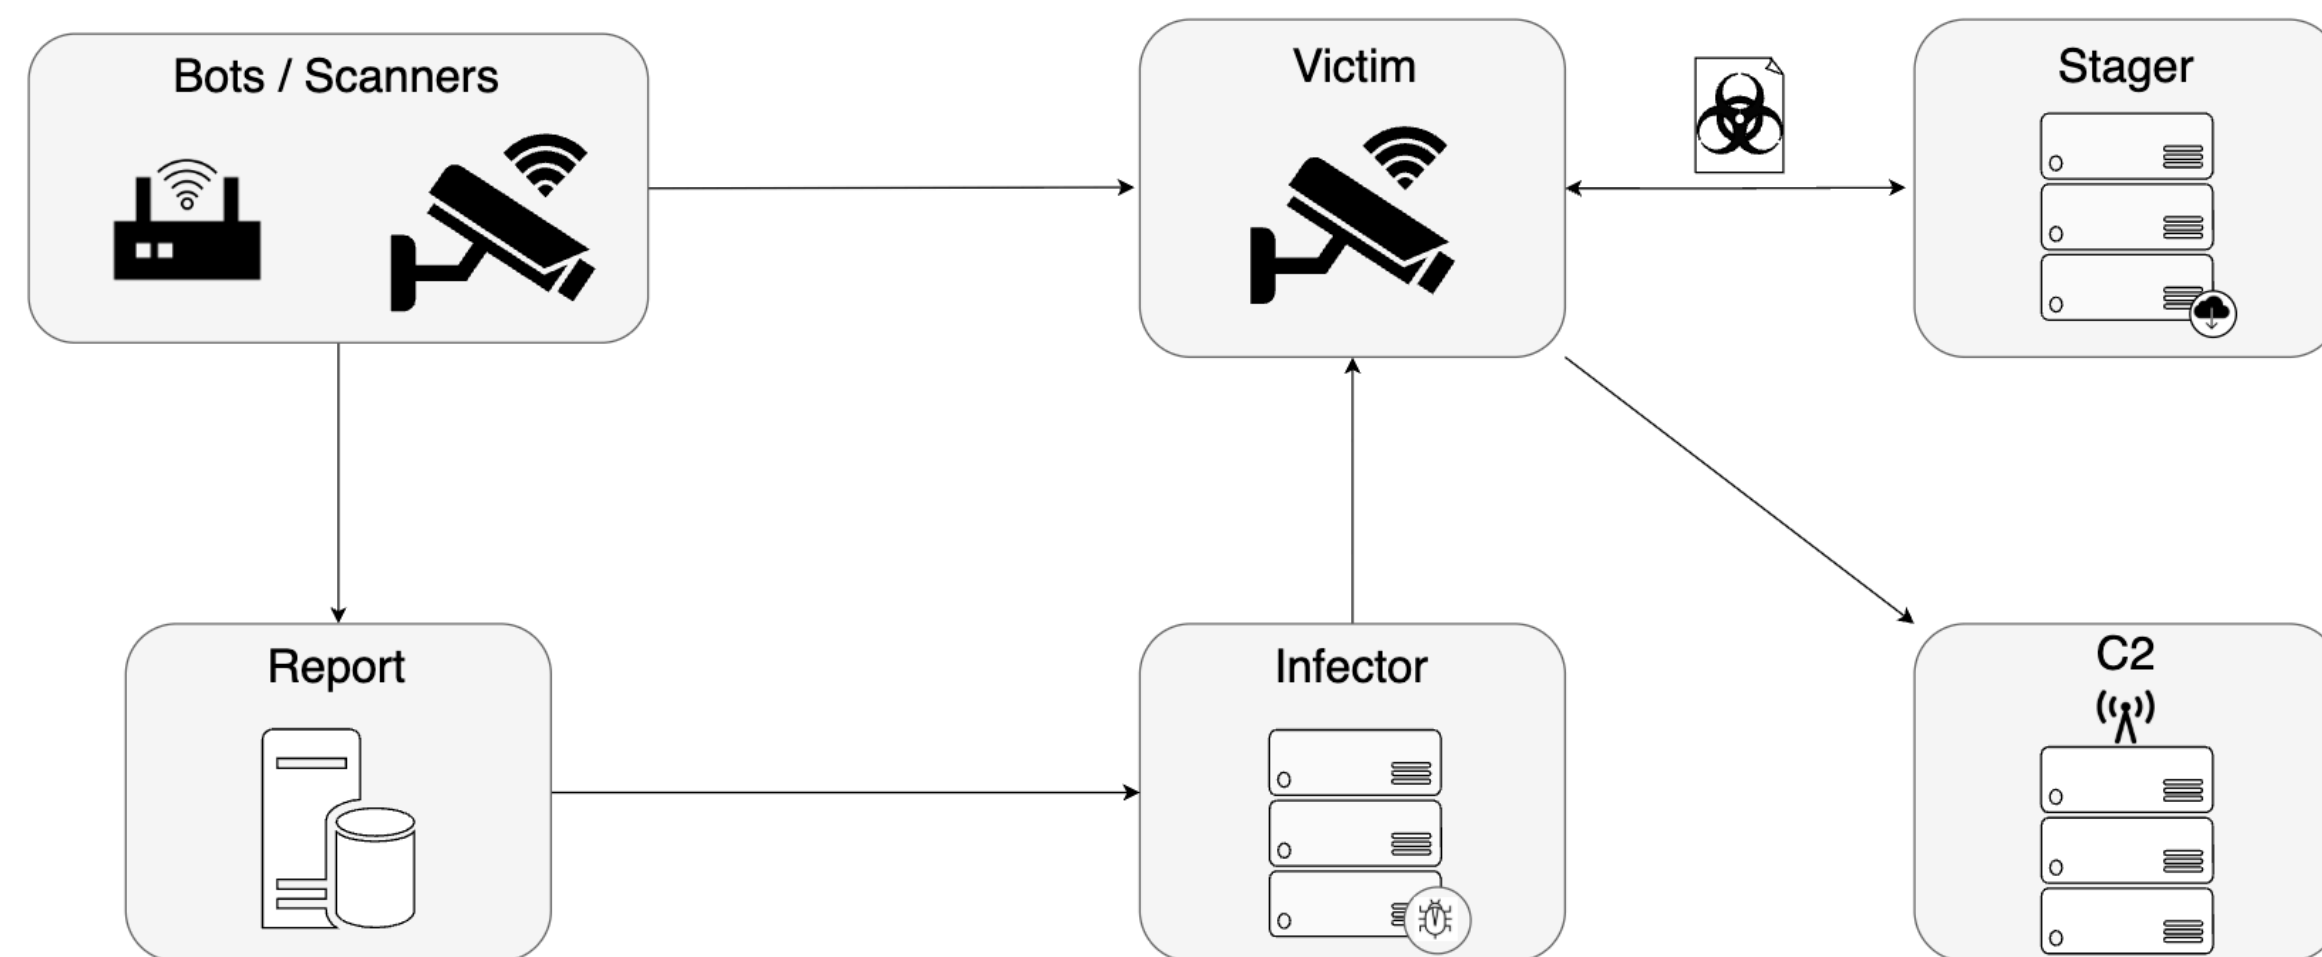 Bots / Scanners
Victim
Stager
Report
Infector
C2